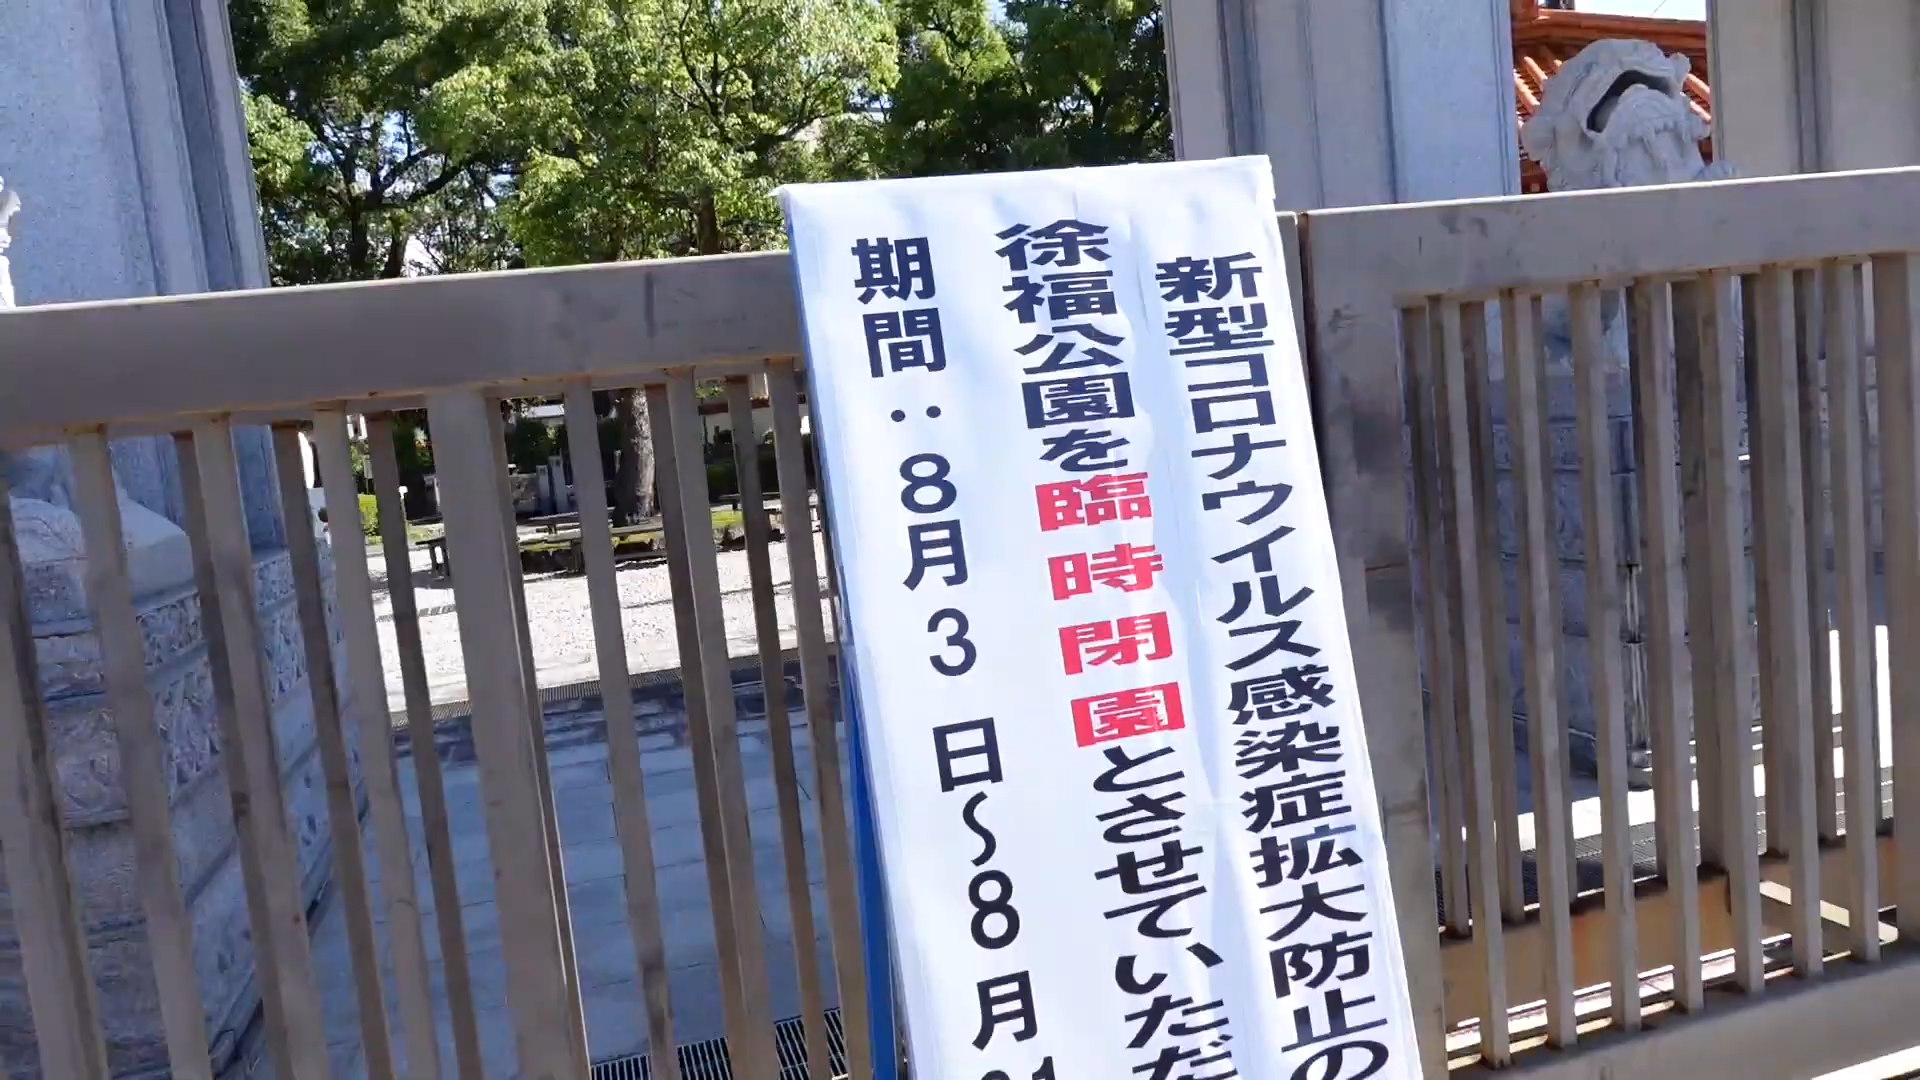 新型コロナウイルス感染症拡大防止の
徐福公園を臨時閉園とさせていただ
期間：8月3日～8月